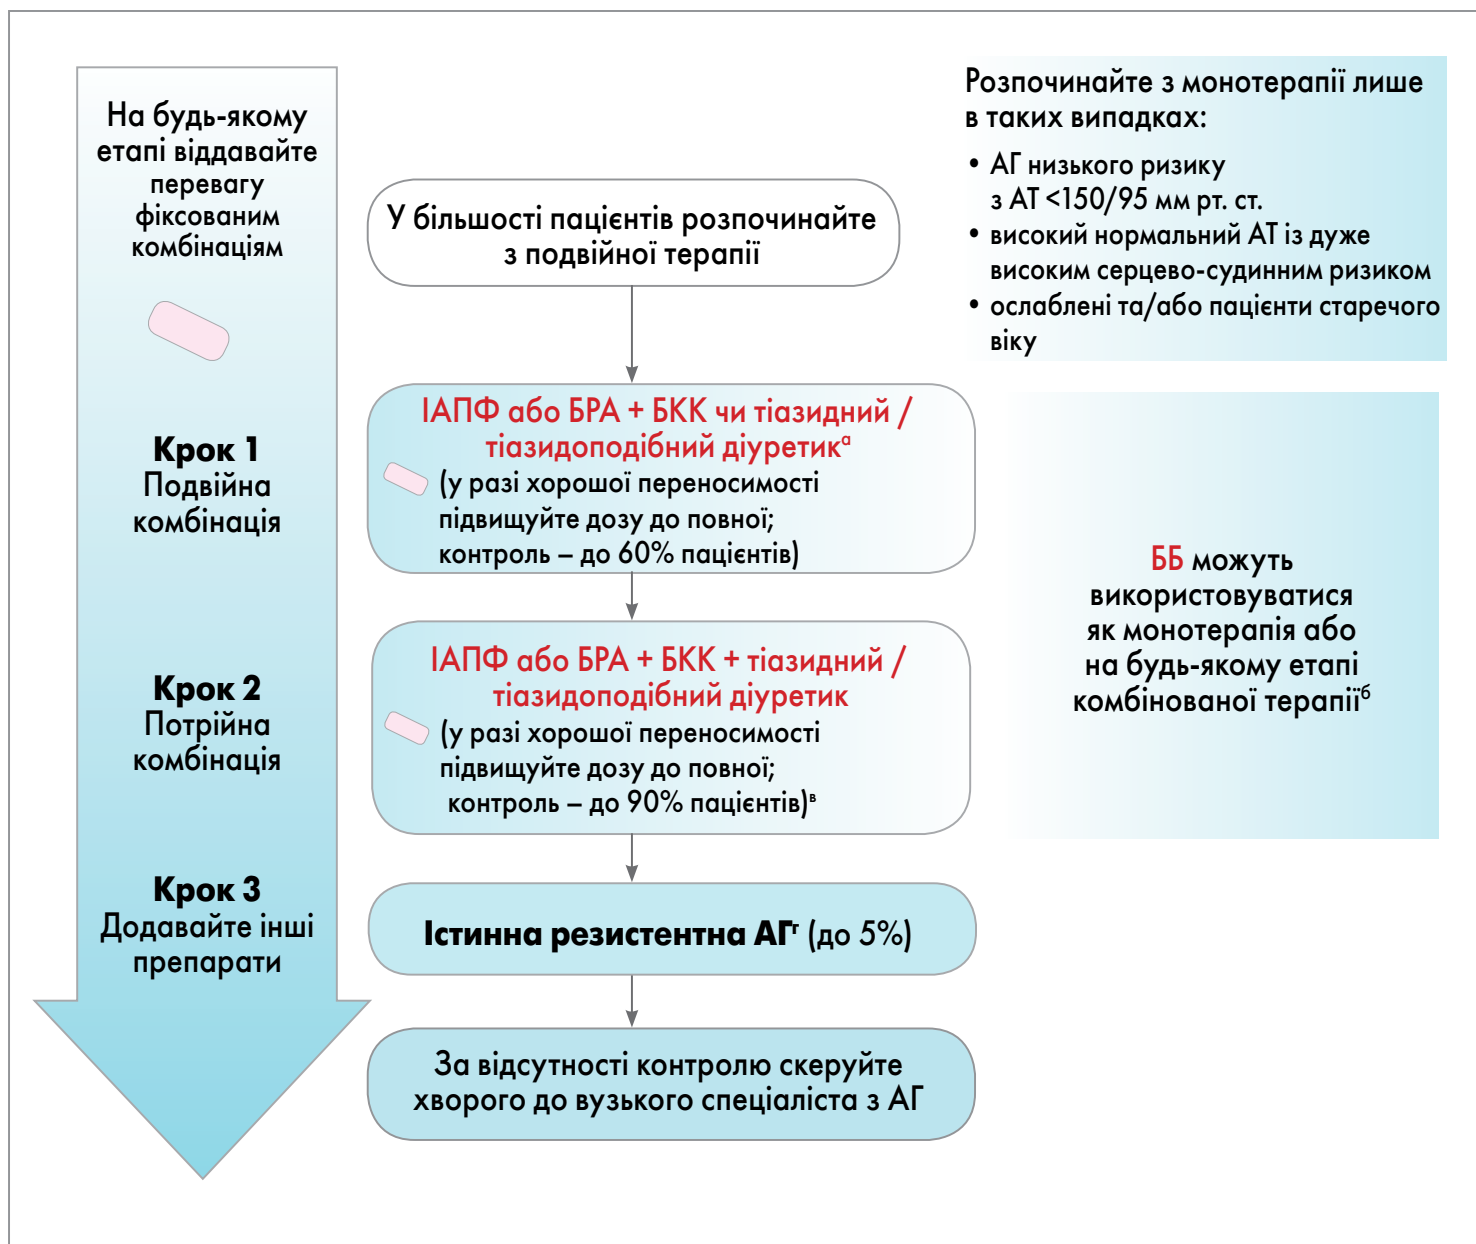 На будь-якому
етапі віддавайте
перевагу
фіксованим
комбінаціям
Крок 1
Подвійна
комбінація
Крок 2
Потрійна
комбінація
Крок 3
Додавайте інші
препарати
У більшості пацієнтів розпочинайте
з подвійної терапії
ІАПФ або БРА + БКК чи тіазидний /
тіазидоподібний діуретикᵃ
(у разі хорошої переносимості
підвищуйте дозу до повної;
контроль – до 60% пацієнтів)
ІАПФ або БРА + БКК + тіазидний /
тіазидоподібний діуретик
(у разі хорошої переносимості
підвищуйте дозу до повної;
контроль – до 90% пацієнтів)ᵸв
Істинна резистентна АГг (до 5%)
За відсутності контролю скеруйте
хворого до вузького спеціаліста з АГ
Розпочинайте з монотерапії лише
в таких випадках:
• АГ низького ризику
з АТ <150/95 мм рт. ст.
• високий нормальний АТ із дуже
високим серцево-судинним ризиком
• ослаблені та/або пацієнти старечого
віку
ББ можуть
використовуватися
як монотерапія або
на будь-якому етапі
комбінованої терапіїб